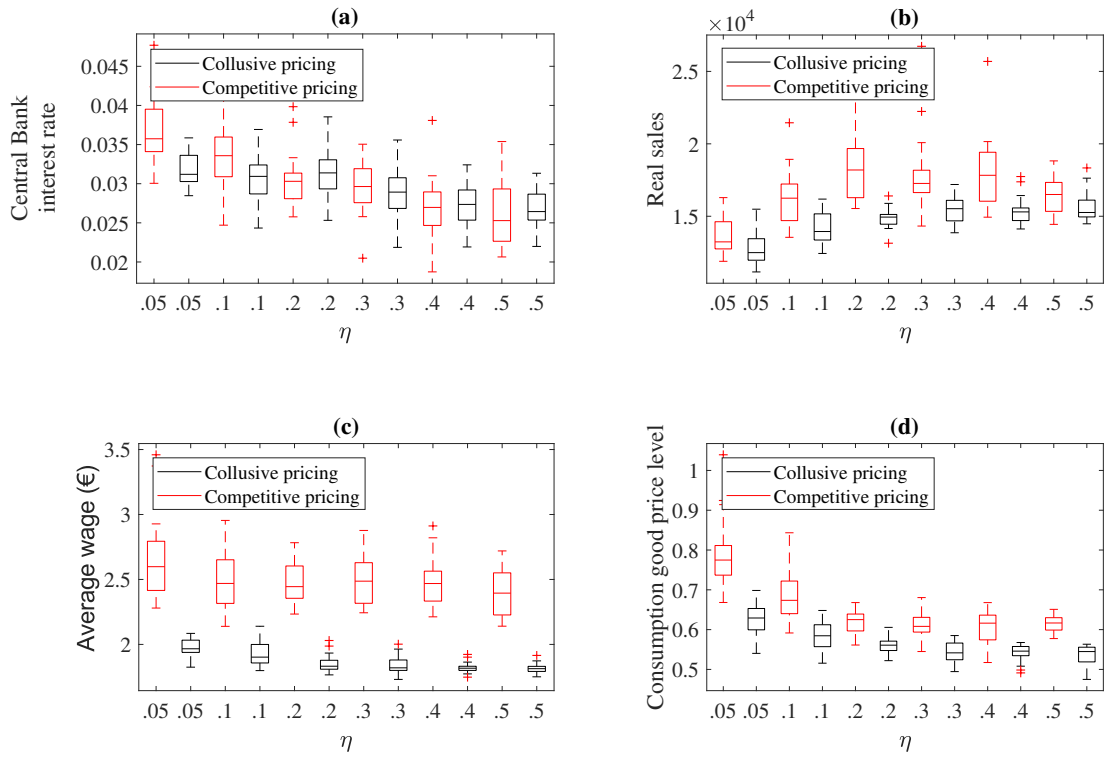 (a)
Central Bank
interest rate
0.045
0.04
0.035
0.03
0.025
0.02
Collusive pricing
Competitive pricing
.05 .05 .1 .1 .2 .2 .3 .3 .4 .4 .5 .5
η
(b)
×10⁴
Real sales
2.5
2
1.5
1
Collusive pricing
Competitive pricing
.05 .05 .1 .1 .2 .2 .3 .3 .4 .4 .5 .5
η
(c)
Average wage (€)
3.5
3
2.5
2
Collusive pricing
Competitive pricing
.05 .05 .1 .1 .2 .2 .3 .3 .4 .4 .5 .5
η
(d)
Consumption good price level
1
0.9
0.8
0.7
0.6
0.5
Collusive pricing
Competitive pricing
.05 .05 .1 .1 .2 .2 .3 .3 .4 .4 .5 .5
η